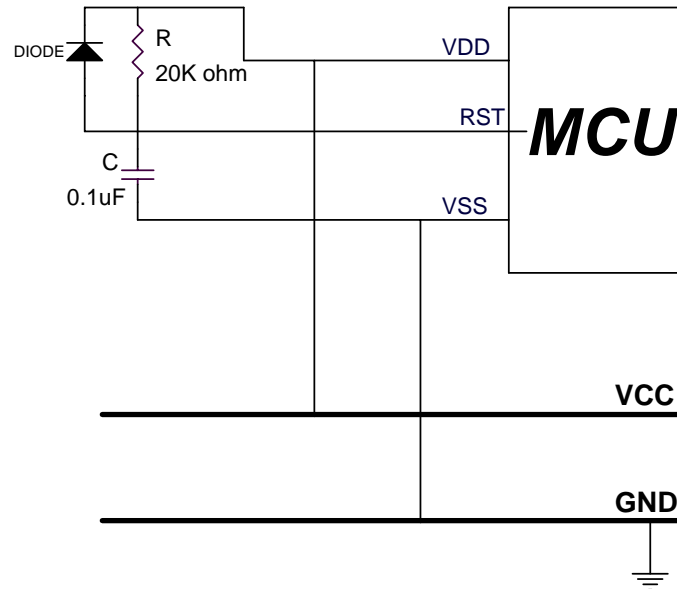 DIODE
R
20K ohm
VDD
RST
MCU
C
0.1uF
VSS
VCC
GND